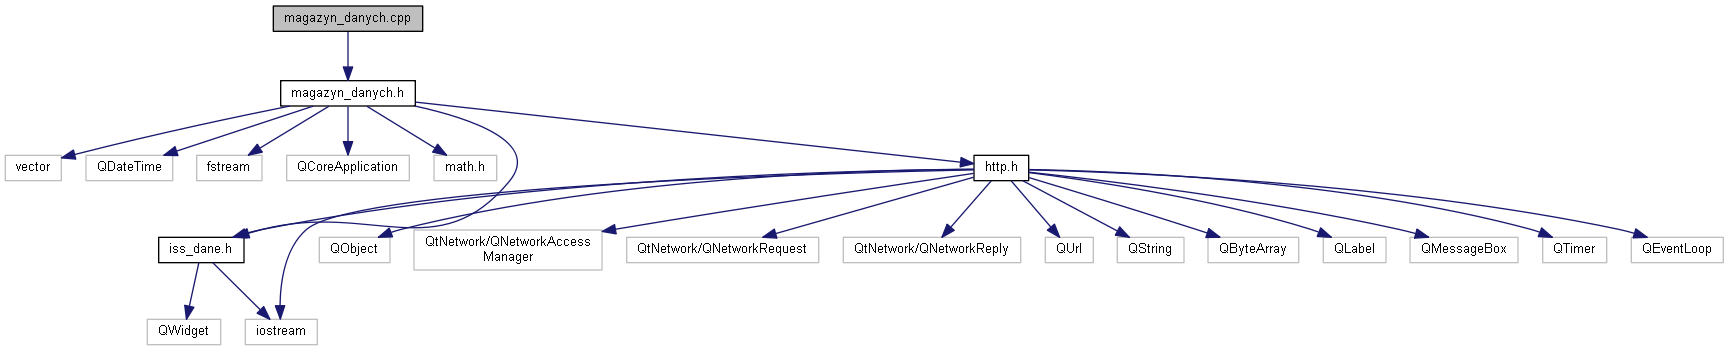 magazyn_danych.cpp
magazyn_danych.h
vector
QDateTime
fstream
QCoreApplication
math.h
http.h
iss_dane.h
QObject
QtNetwork/QNetworkAccess
Manager
QtNetwork/QNetworkRequest
QtNetwork/QNetworkReply
QUrl
QString
QByteArray
QLabel
QMessageBox
QTimer
QEventLoop
QWidget
iostream